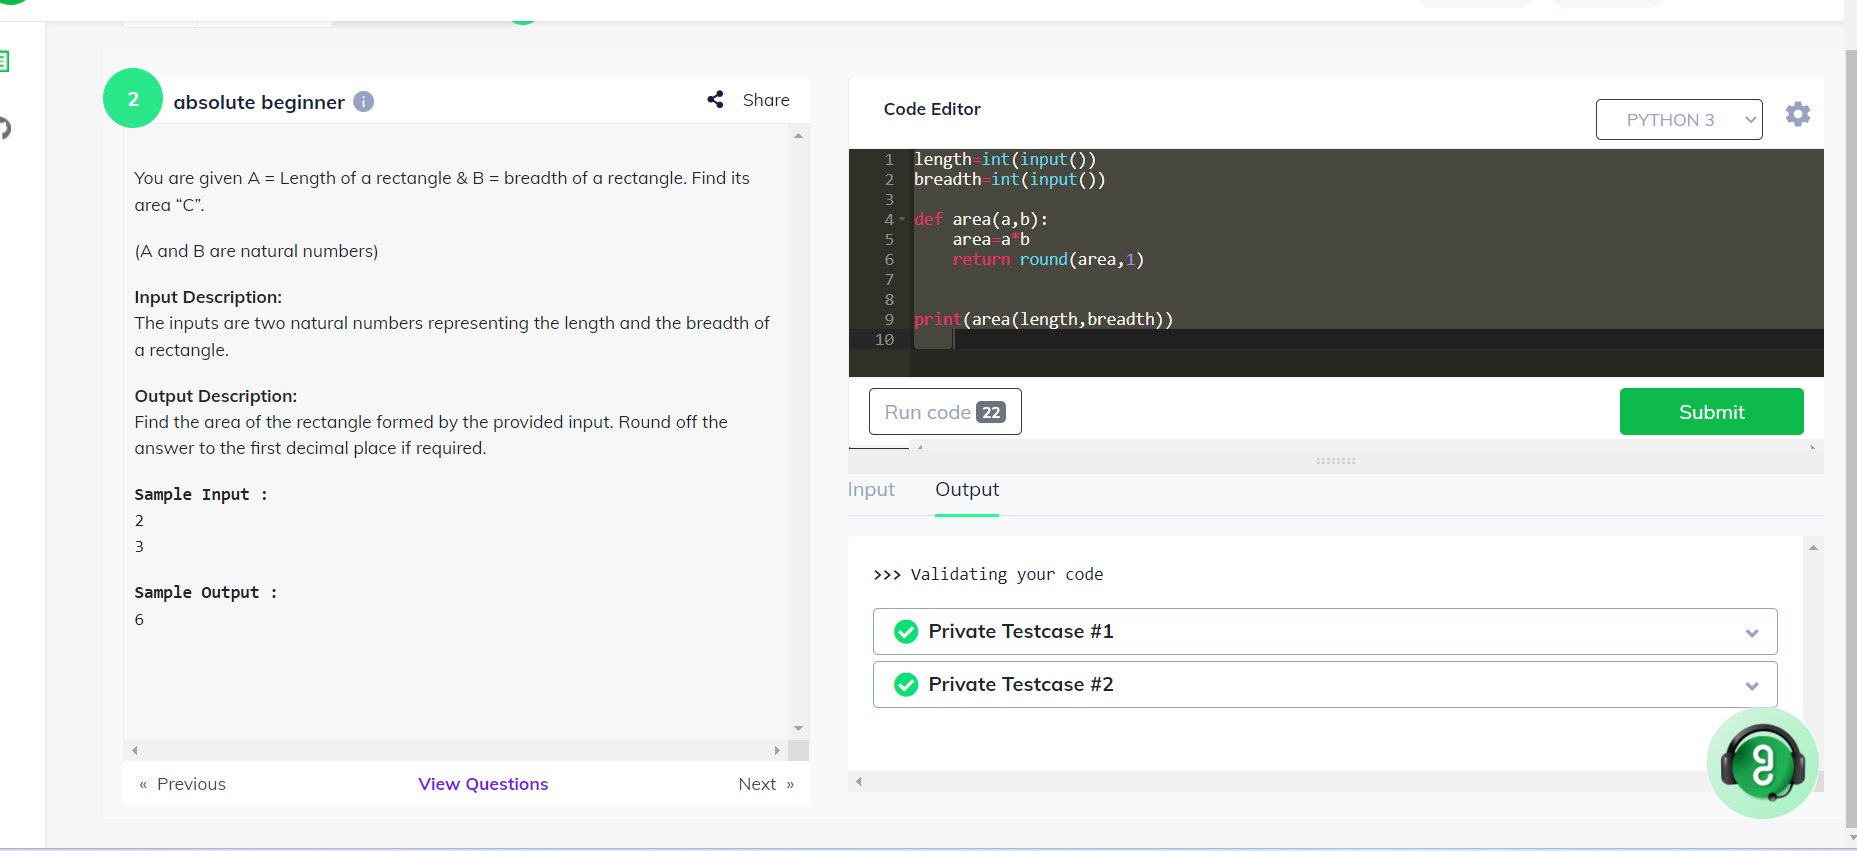 2
absolute beginner
Share
You are given A = Length of a rectangle & B = breadth of a rectangle. Find its
area “C”.
(A and B are natural numbers)
Input Description:
The inputs are two natural numbers representing the length and the breadth of
a rectangle.
Output Description:
Find the area of the rectangle formed by the provided input. Round off the
answer to the first decimal place if required.
Sample Input :
2
3
Sample Output :
6
« Previous
View Questions
Next »
Code Editor
PYTHON 3
1 length=int(input())
2 breadth=int(input())
3
4 def area(a,b):
5     area=a*b
6     return round(area,1)
7
8
9 print(area(length,breadth))
10
Run code 22
Submit
Input
Output
>>> Validating your code
Private Testcase #1
Private Testcase #2